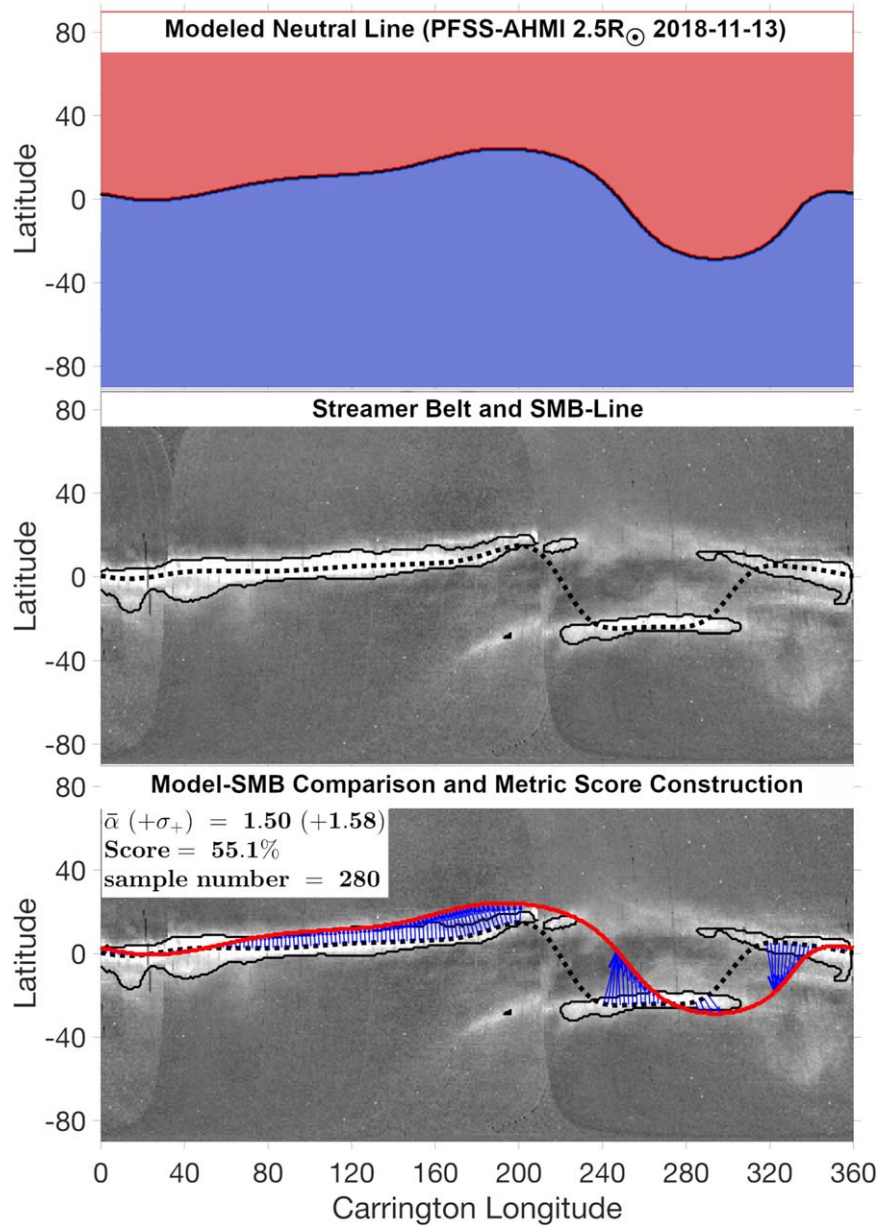 Modeled Neutral Line (PFSS-AHMI 2.5R⊙ 2018-11-13)
80
40
0
-40
-80
Latitude
Streamer Belt and SMB-Line
80
40
0
-40
-80
Latitude
Model-SMB Comparison and Metric Score Construction
ᾱ (+σ₊) = 1.50 (+1.58)
Score = 55.1%
sample number = 280
80
40
0
-40
-80
Latitude
0 40 80 120 160 200 240 280 320 360
Carrington Longitude